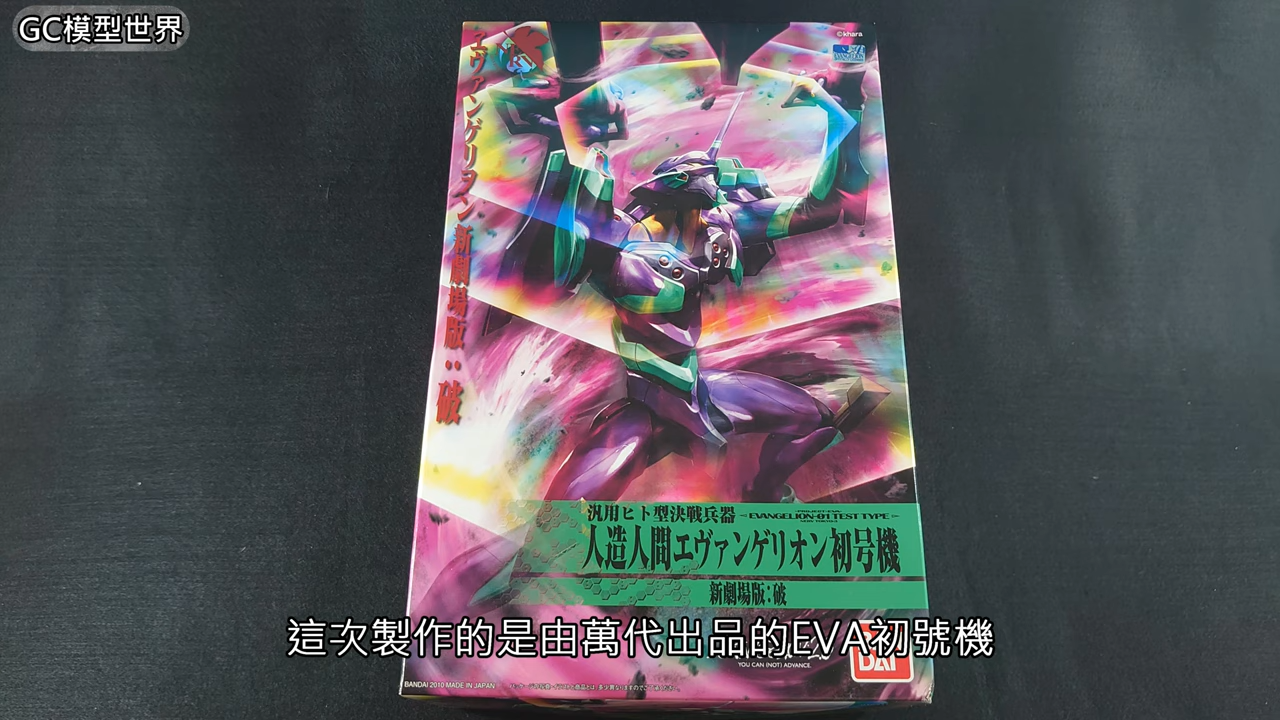 GC模型世界
©khara
ヱヴァンゲリヲン新劇場版：破
汎用ヒト型決戦兵器
EVANGELION-01 TEST TYPE
人造人間エヴァンゲリオン初号機
新劇場版：破
這次製作的是由萬代出品的EVA初號機
YOU CAN (NOT) ADVANCE.
BANDAI 2010 MADE IN JAPAN